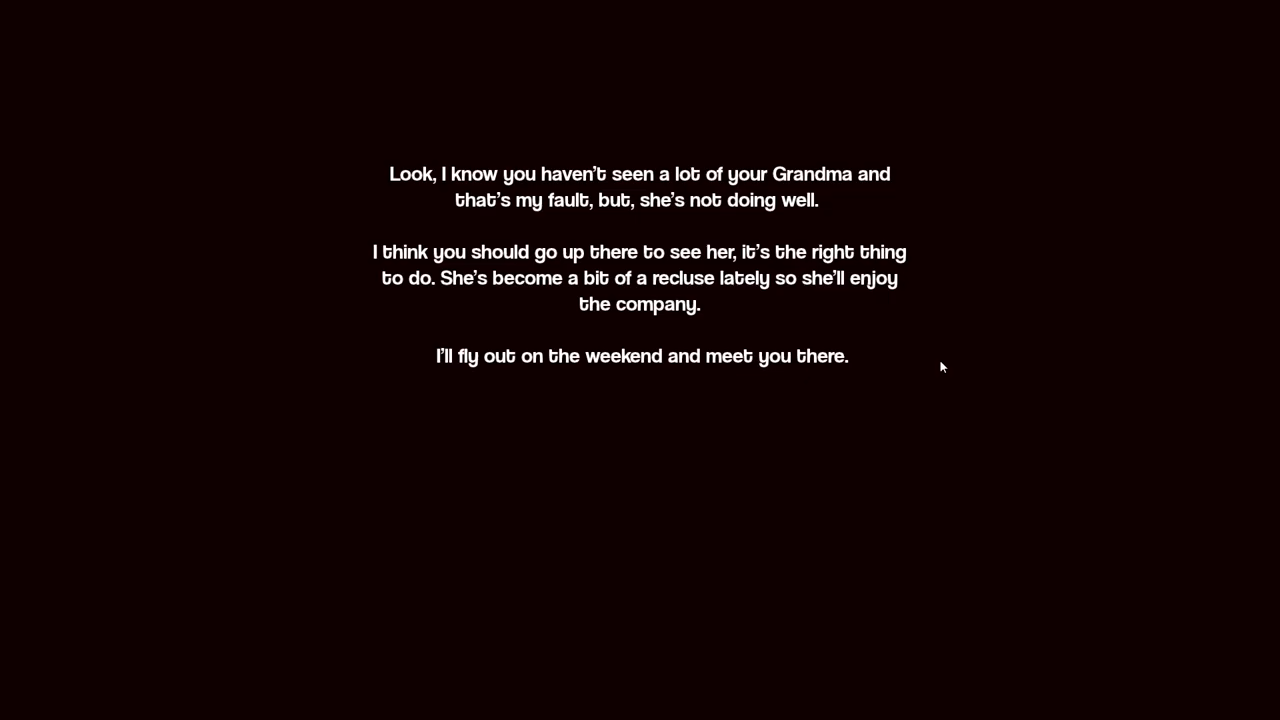 Look, I know you haven't seen a lot of your Grandma and
that's my fault, but, she's not doing well.
I think you should go up there to see her, it's the right thing
to do. She's become a bit of a recluse lately so she'll enjoy
the company.
I'll fly out on the weekend and meet you there.